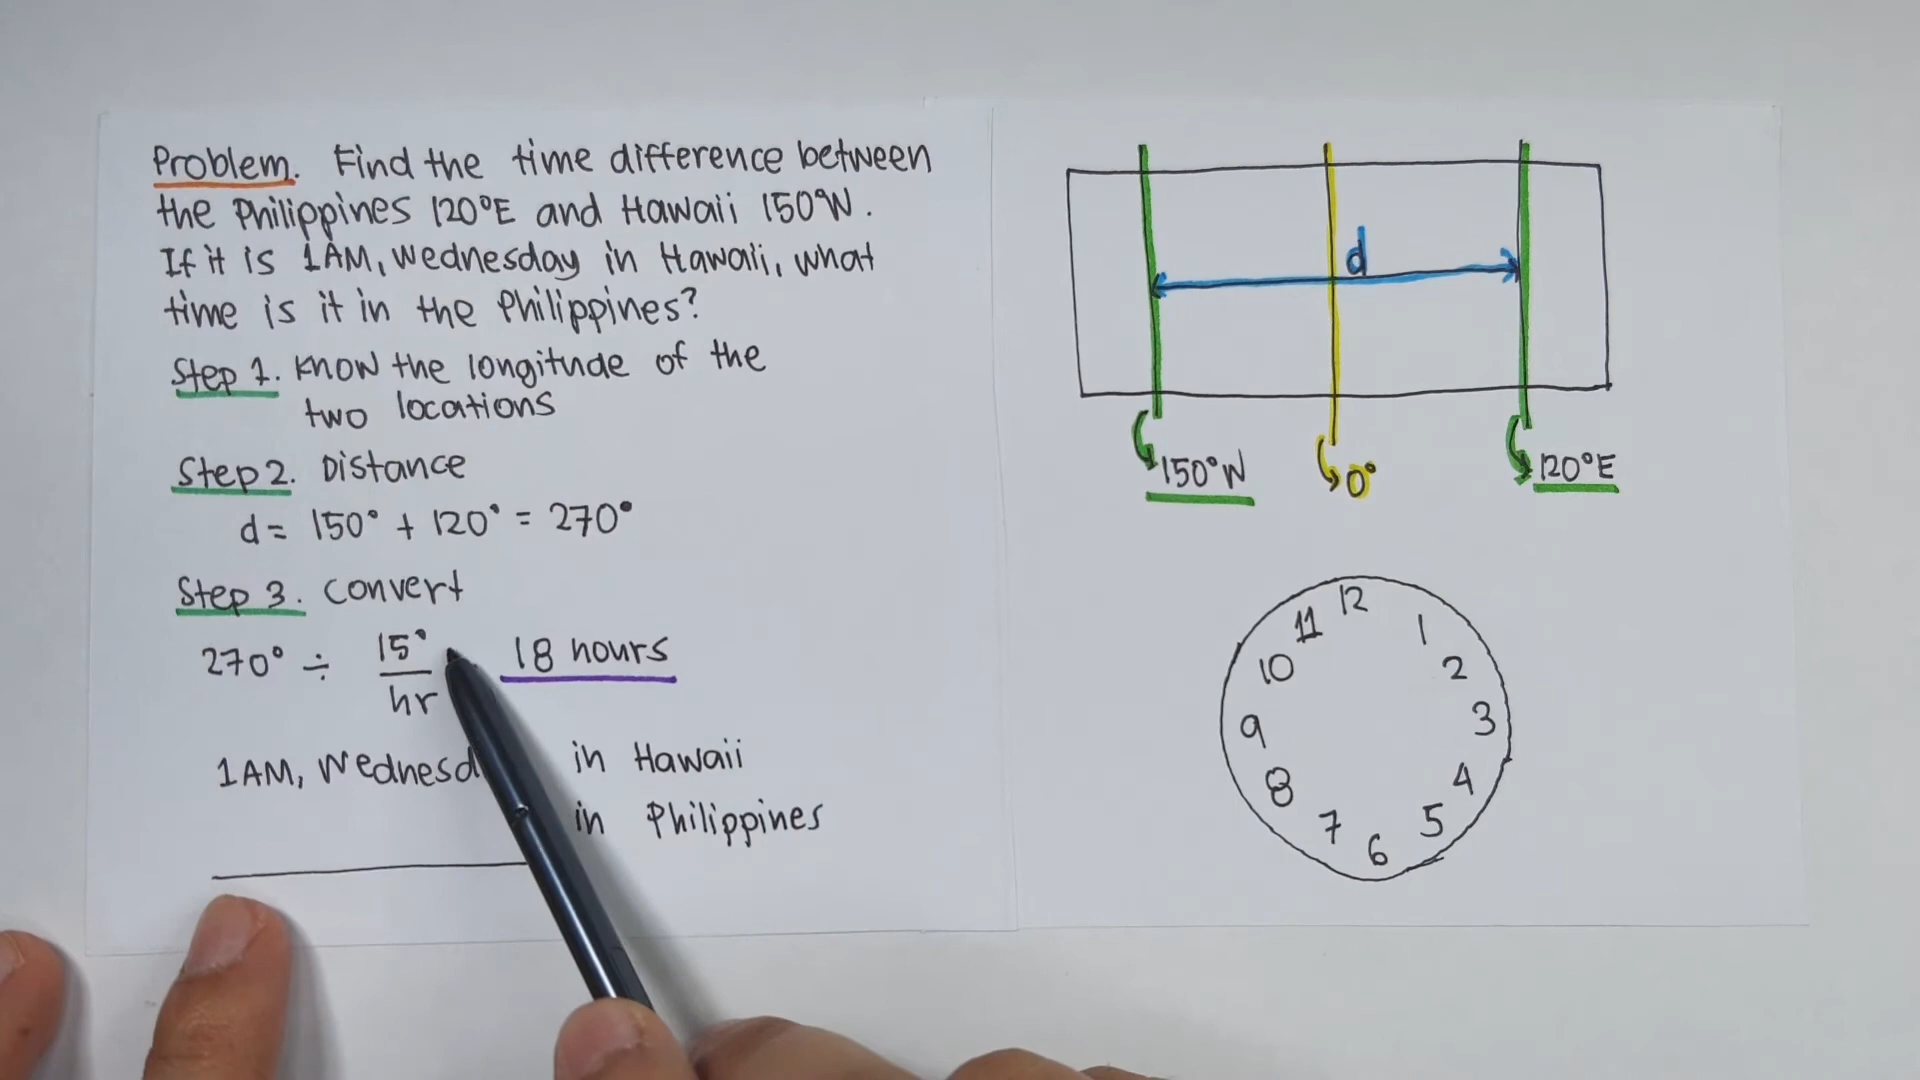 Problem. Find the time difference between
the Philippines 120°E and Hawaii 150°W.
If it is 1AM, Wednesday in Hawaii, what
time is it in the Philippines?
Step 1. Know the longitude of the
two locations
Step 2. Distance
d = 150° + 120° = 270°
Step 3. Convert
270° ÷ 15°/hr 18 hours
1AM, Wednesd in Hawaii
in Philippines
d
150°W 0° 120°E
12
11 1
10 2
9 3
8 4
7 5
6